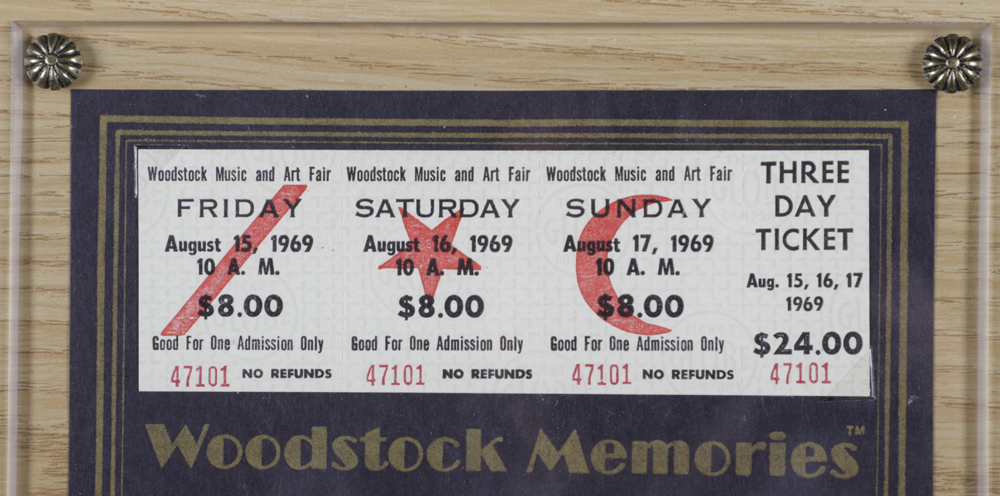 Woodstock Music and Art Fair
FRIDAY
August 15, 1969
10 A. M.
$8.00
Good For One Admission Only
47101 NO REFUNDS
Woodstock Music and Art Fair
SATURDAY
August 16, 1969
10 A. M.
$8.00
Good For One Admission Only
47101 NO REFUNDS
Woodstock Music and Art Fair
SUNDAY
August 17, 1969
10 A. M.
$8.00
Good For One Admission Only
47101 NO REFUNDS
THREE
DAY
TICKET
Aug. 15, 16, 17
1969
$24.00
47101
Woodstock Memories™